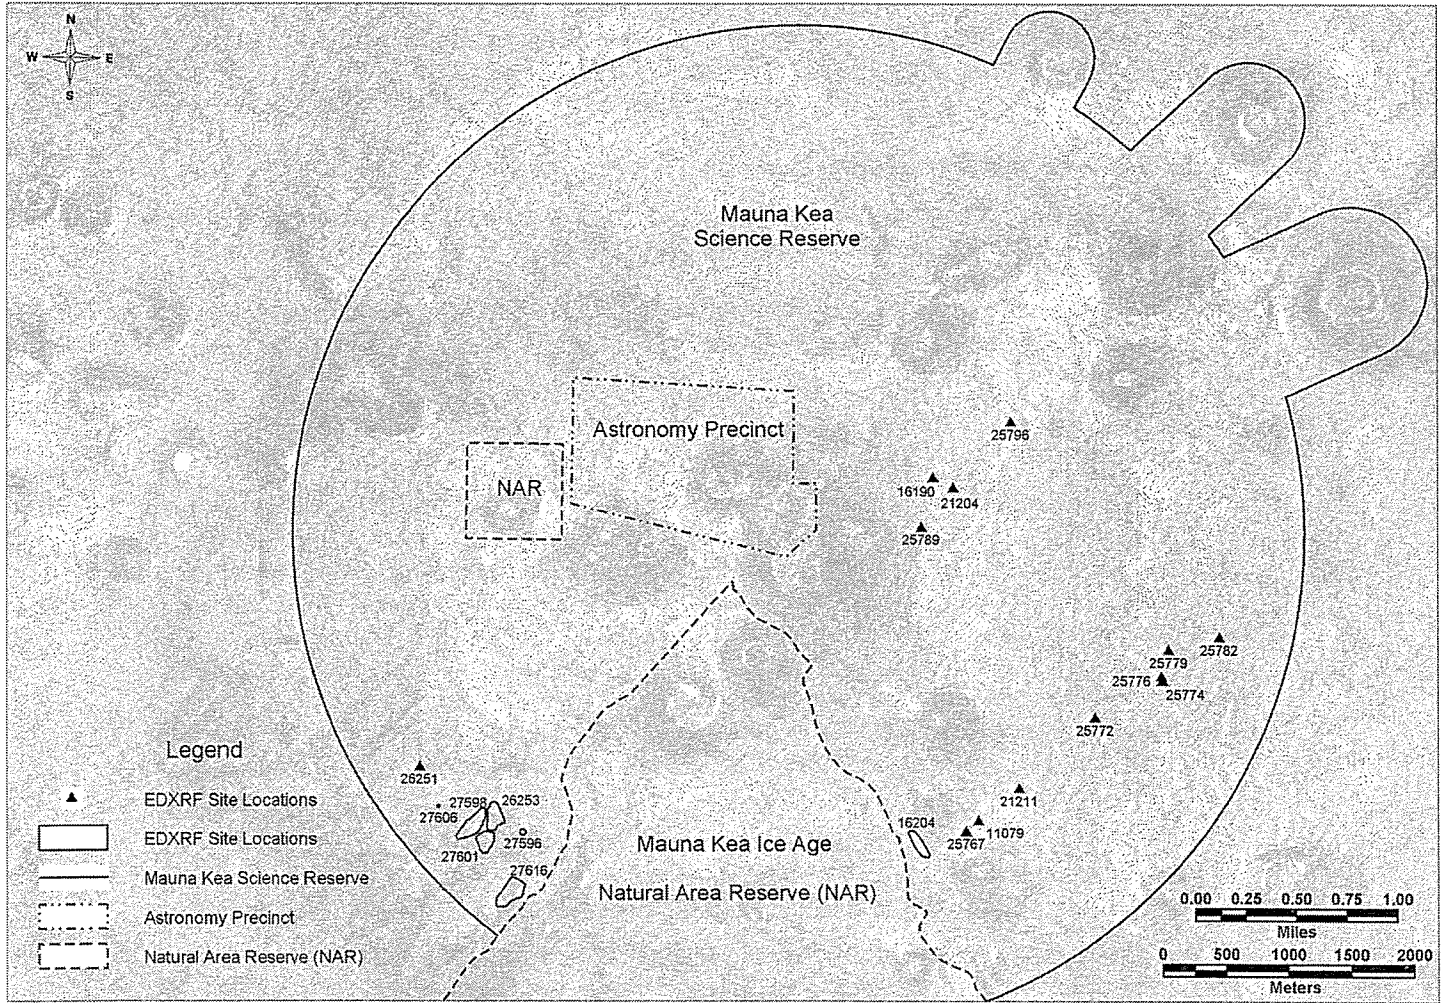 N
W E
S
Mauna Kea
Science Reserve
Astronomy Precinct
NAR
25796
16190
21204
25789
25782
25779
25776
25774
25772
26251
27598 26253
27606
27596
27601
27616
21211
16204
11079
25767
Mauna Kea Ice Age
Natural Area Reserve (NAR)
Legend
EDXRF Site Locations
EDXRF Site Locations
Mauna Kea Science Reserve
Astronomy Precinct
Natural Area Reserve (NAR)
0.00 0.25 0.50 0.75 1.00
Miles
0 500 1000 1500 2000
Meters